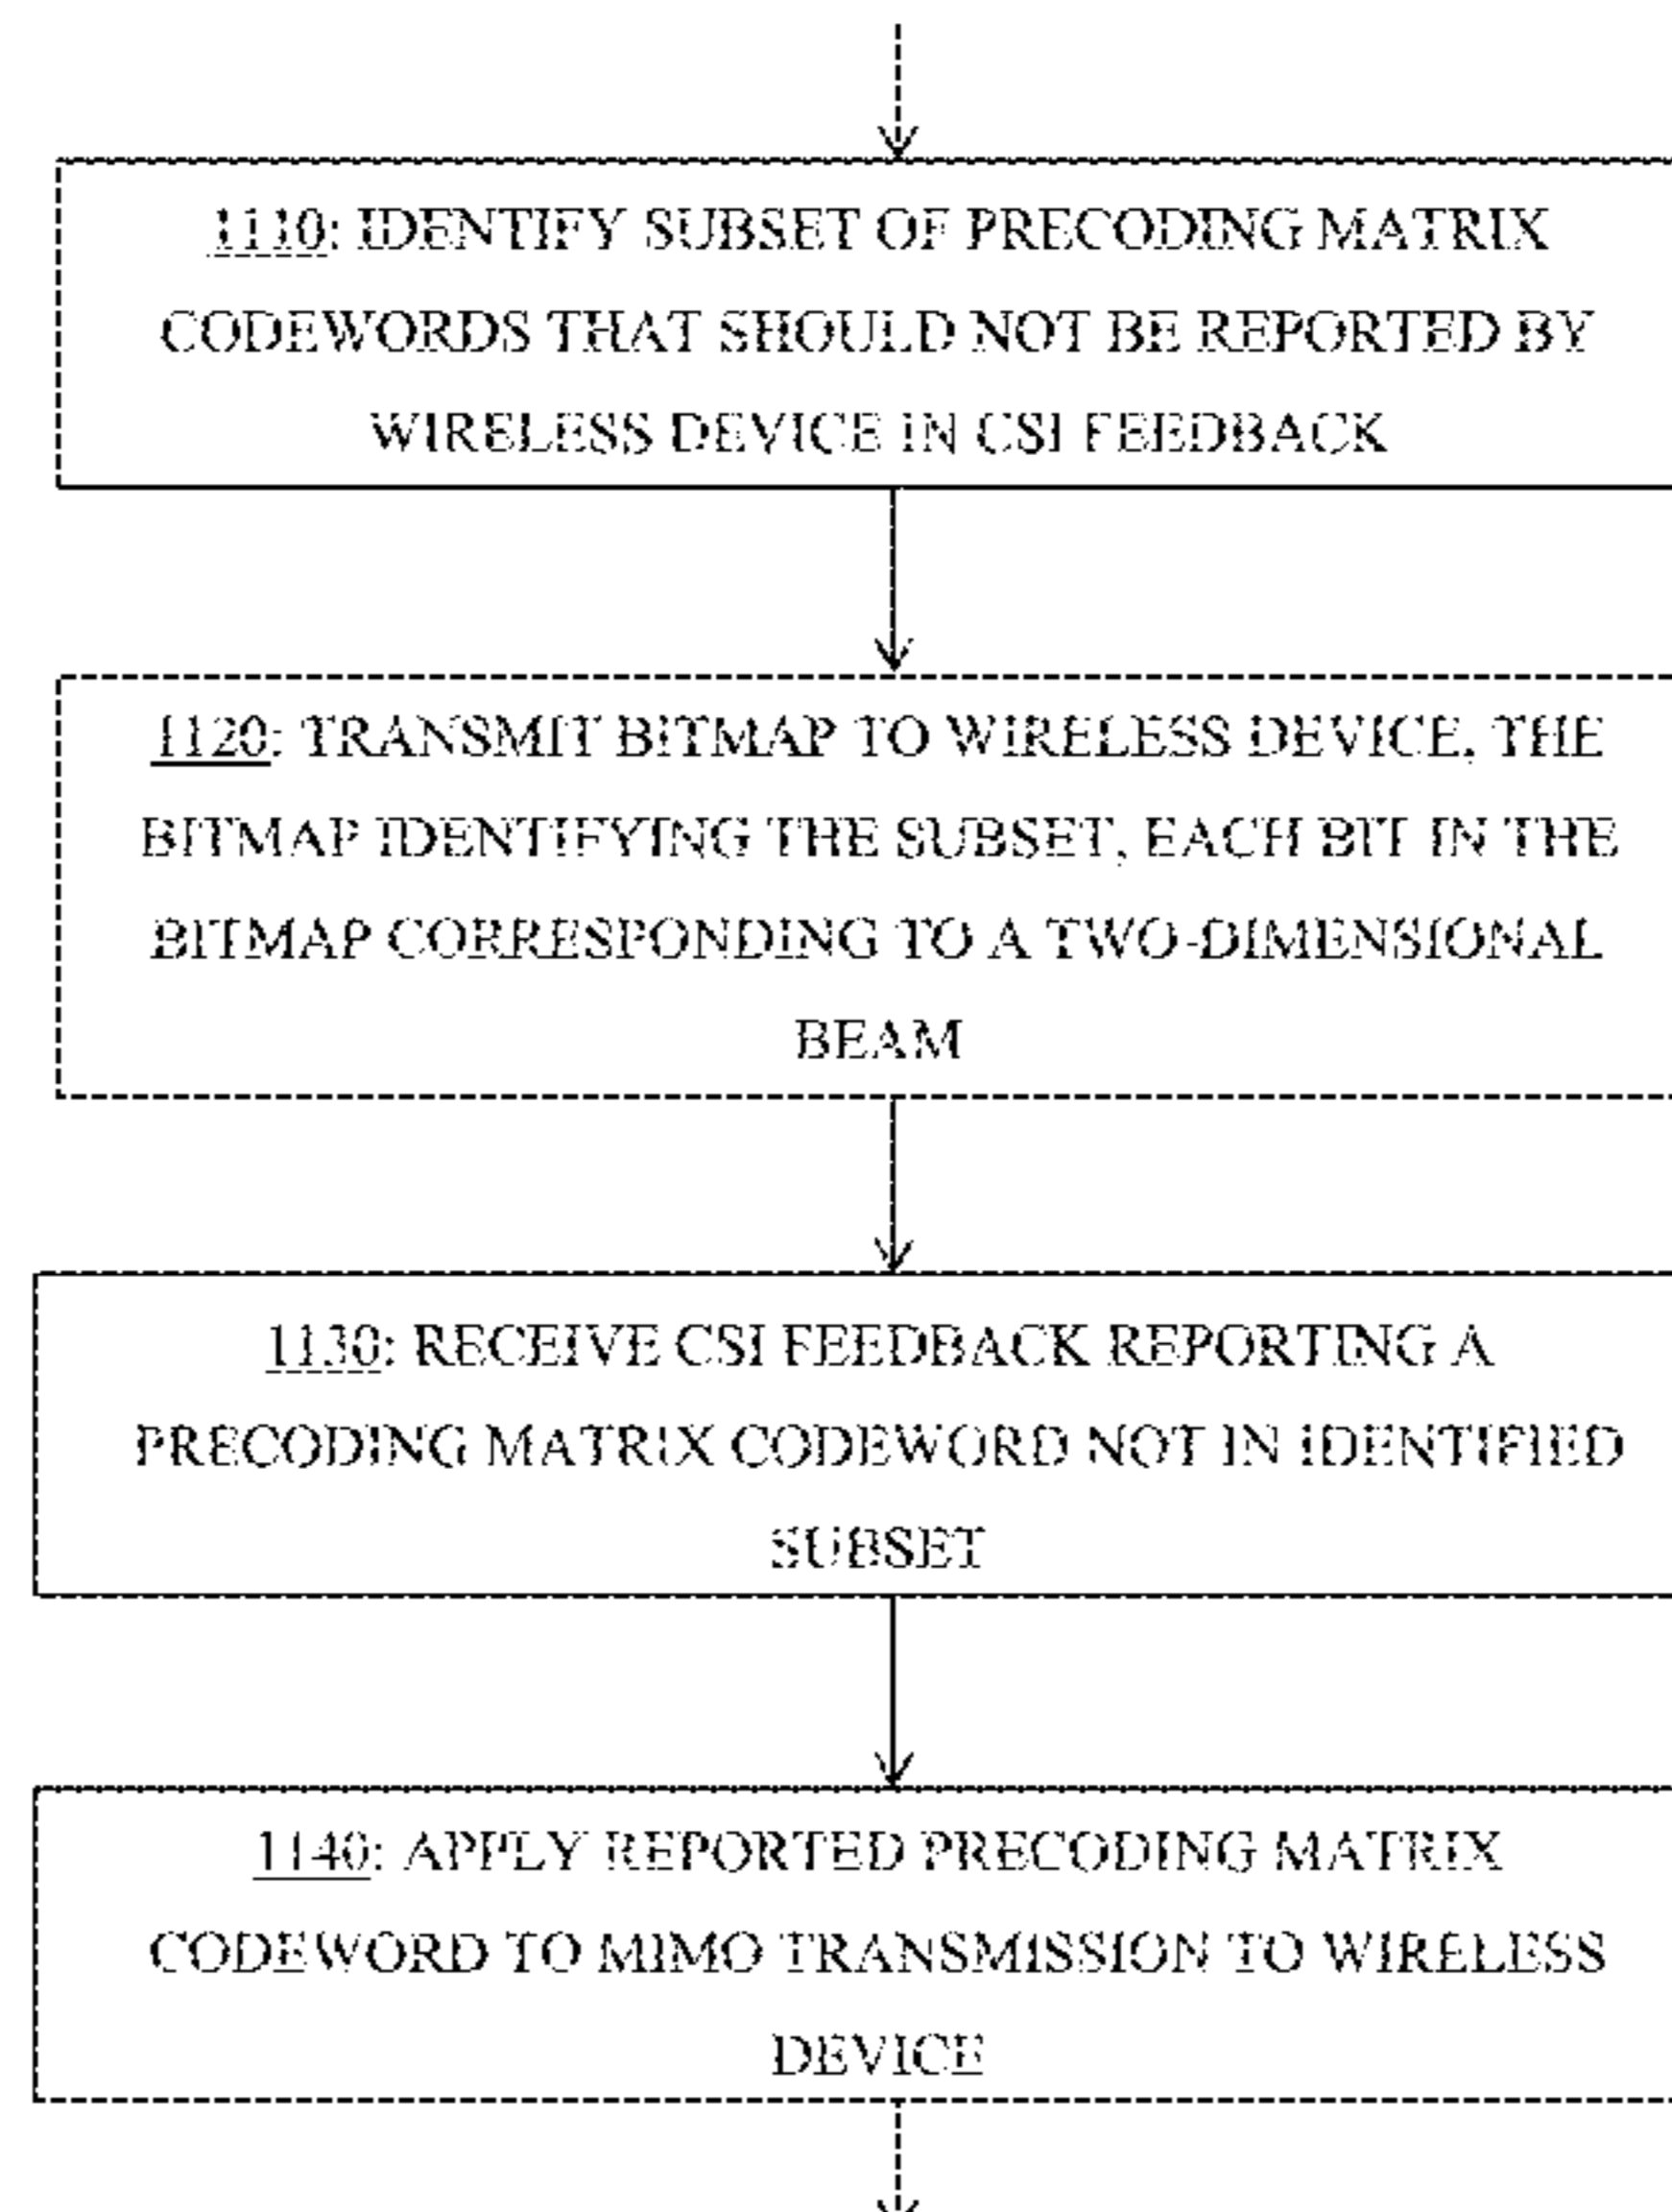 1110: IDENTIFY SUBSET OF PRECODING MATRIX
CODEWORDS THAT SHOULD NOT BE REPORTED BY
WIRELESS DEVICE IN CSI FEEDBACK
1120: TRANSMIT BITMAP TO WIRELESS DEVICE, THE
BITMAP IDENTIFYING THE SUBSET, EACH BIT IN THE
BITMAP CORRESPONDING TO A TWO-DIMENSIONAL
BEAM
1130: RECEIVE CSI FEEDBACK REPORTING A
PRECODING MATRIX CODEWORD NOT IN IDENTIFIED
SUBSET
1140: APPLY REPORTED PRECODING MATRIX
CODEWORD TO MIMO TRANSMISSION TO WIRELESS
DEVICE